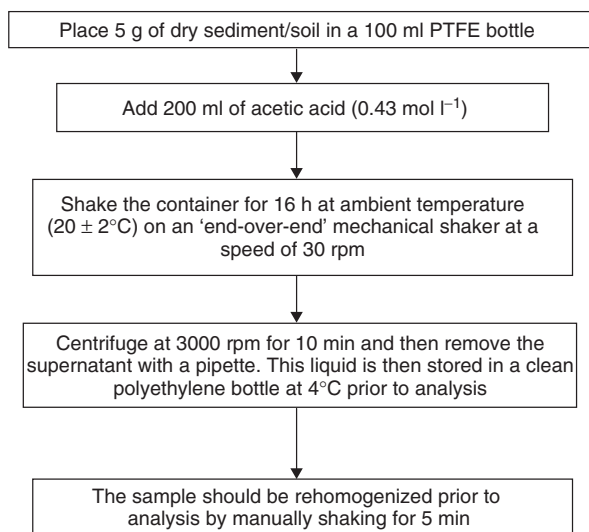 Place 5 g of dry sediment/soil in a 100 ml PTFE bottle
Add 200 ml of acetic acid (0.43 mol l⁻¹)
Shake the container for 16 h at ambient temperature
(20 ± 2°C) on an ‘end-over-end’ mechanical shaker at a
speed of 30 rpm
Centrifuge at 3000 rpm for 10 min and then remove the
supernatant with a pipette. This liquid is then stored in a clean
polyethylene bottle at 4°C prior to analysis
The sample should be rehomogenized prior to
analysis by manually shaking for 5 min